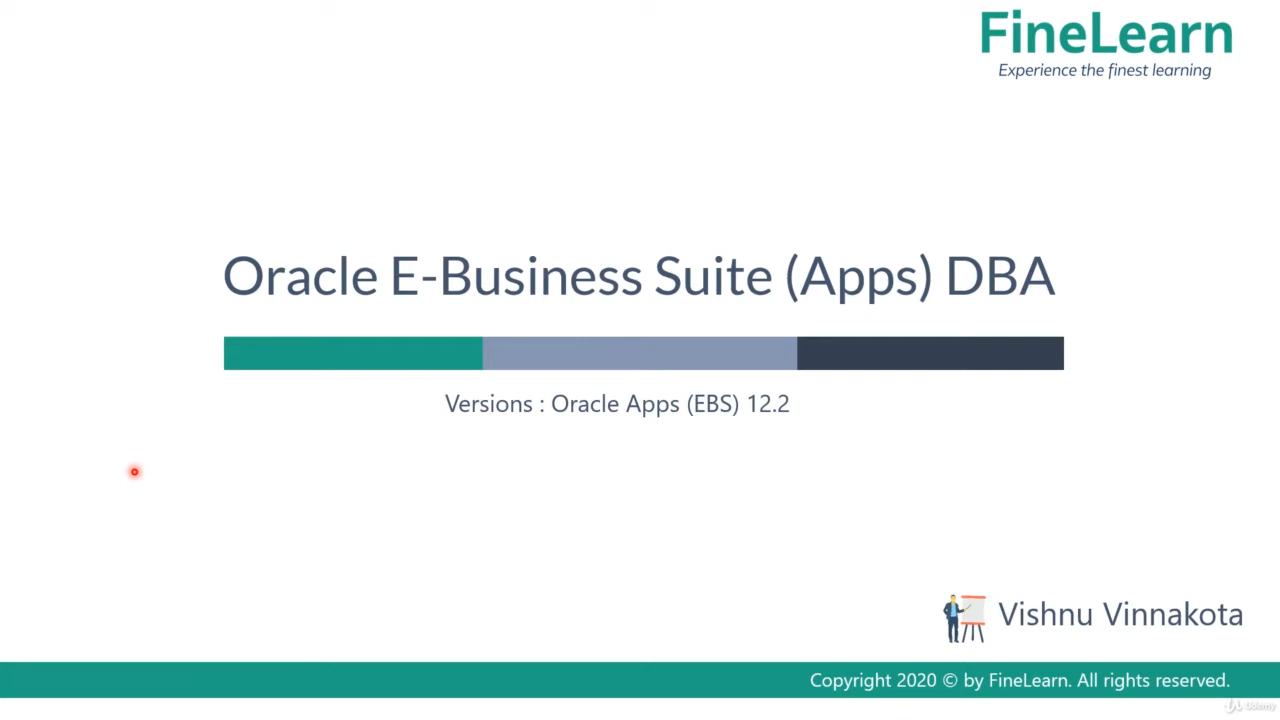 FineLearn
Experience the finest learning
Oracle E-Business Suite (Apps) DBA
Versions : Oracle Apps (EBS) 12.2
Vishnu Vinnakota
Copyright 2020 © by FineLearn. All rights reserved.
Udemy